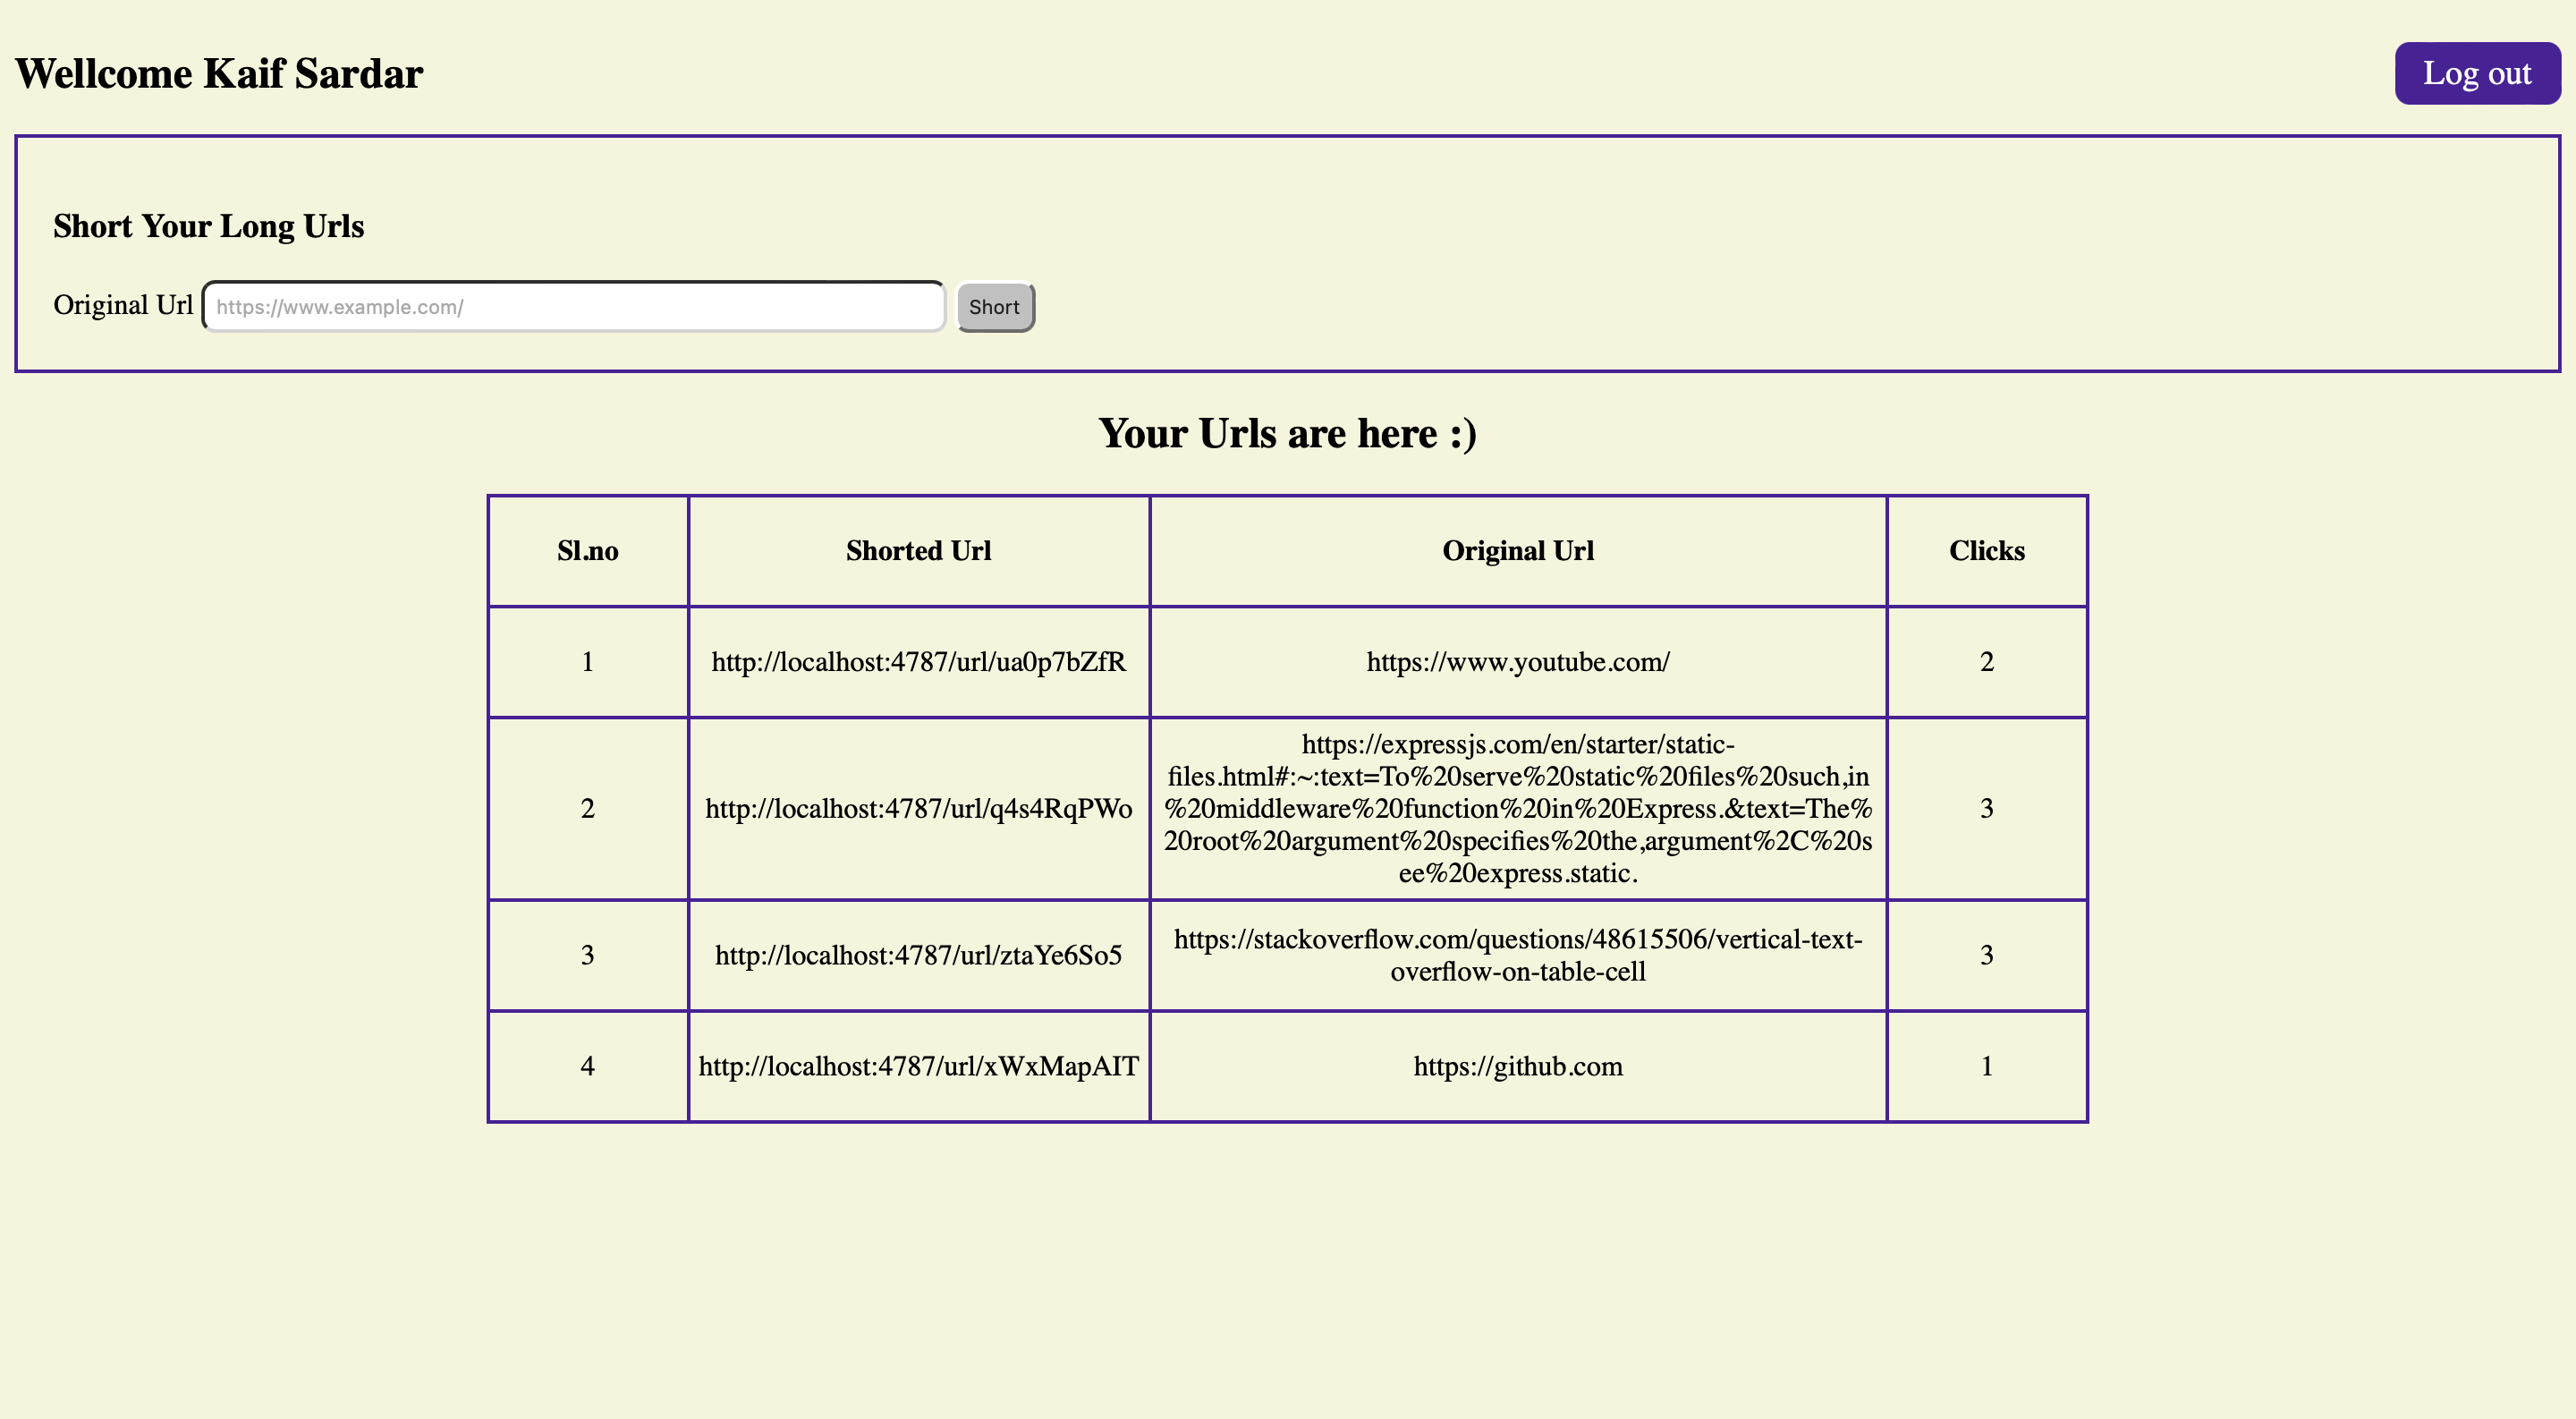 Wellcome Kaif Sardar
Log out
Short Your Long Urls
Original Url https://www.example.com/ Short
Your Urls are here :)
Sl.no Shorted Url Original Url Clicks
1 http://localhost:4787/url/ua0p7bZfR https://www.youtube.com/ 2
https://expressjs.com/en/starter/static-
files.html#:~:text=To%20serve%20static%20files%20such,in
2 http://localhost:4787/url/q4s4RqPWo %20middleware%20function%20in%20Express.&text=The% 3
20root%20argument%20specifies%20the,argument%2C%20s
ee%20express.static.
https://stackoverflow.com/questions/48615506/vertical-text-
3 http://localhost:4787/url/ztaYe6So5 overflow-on-table-cell 3
4 http://localhost:4787/url/xWxMapAIT https://github.com 1